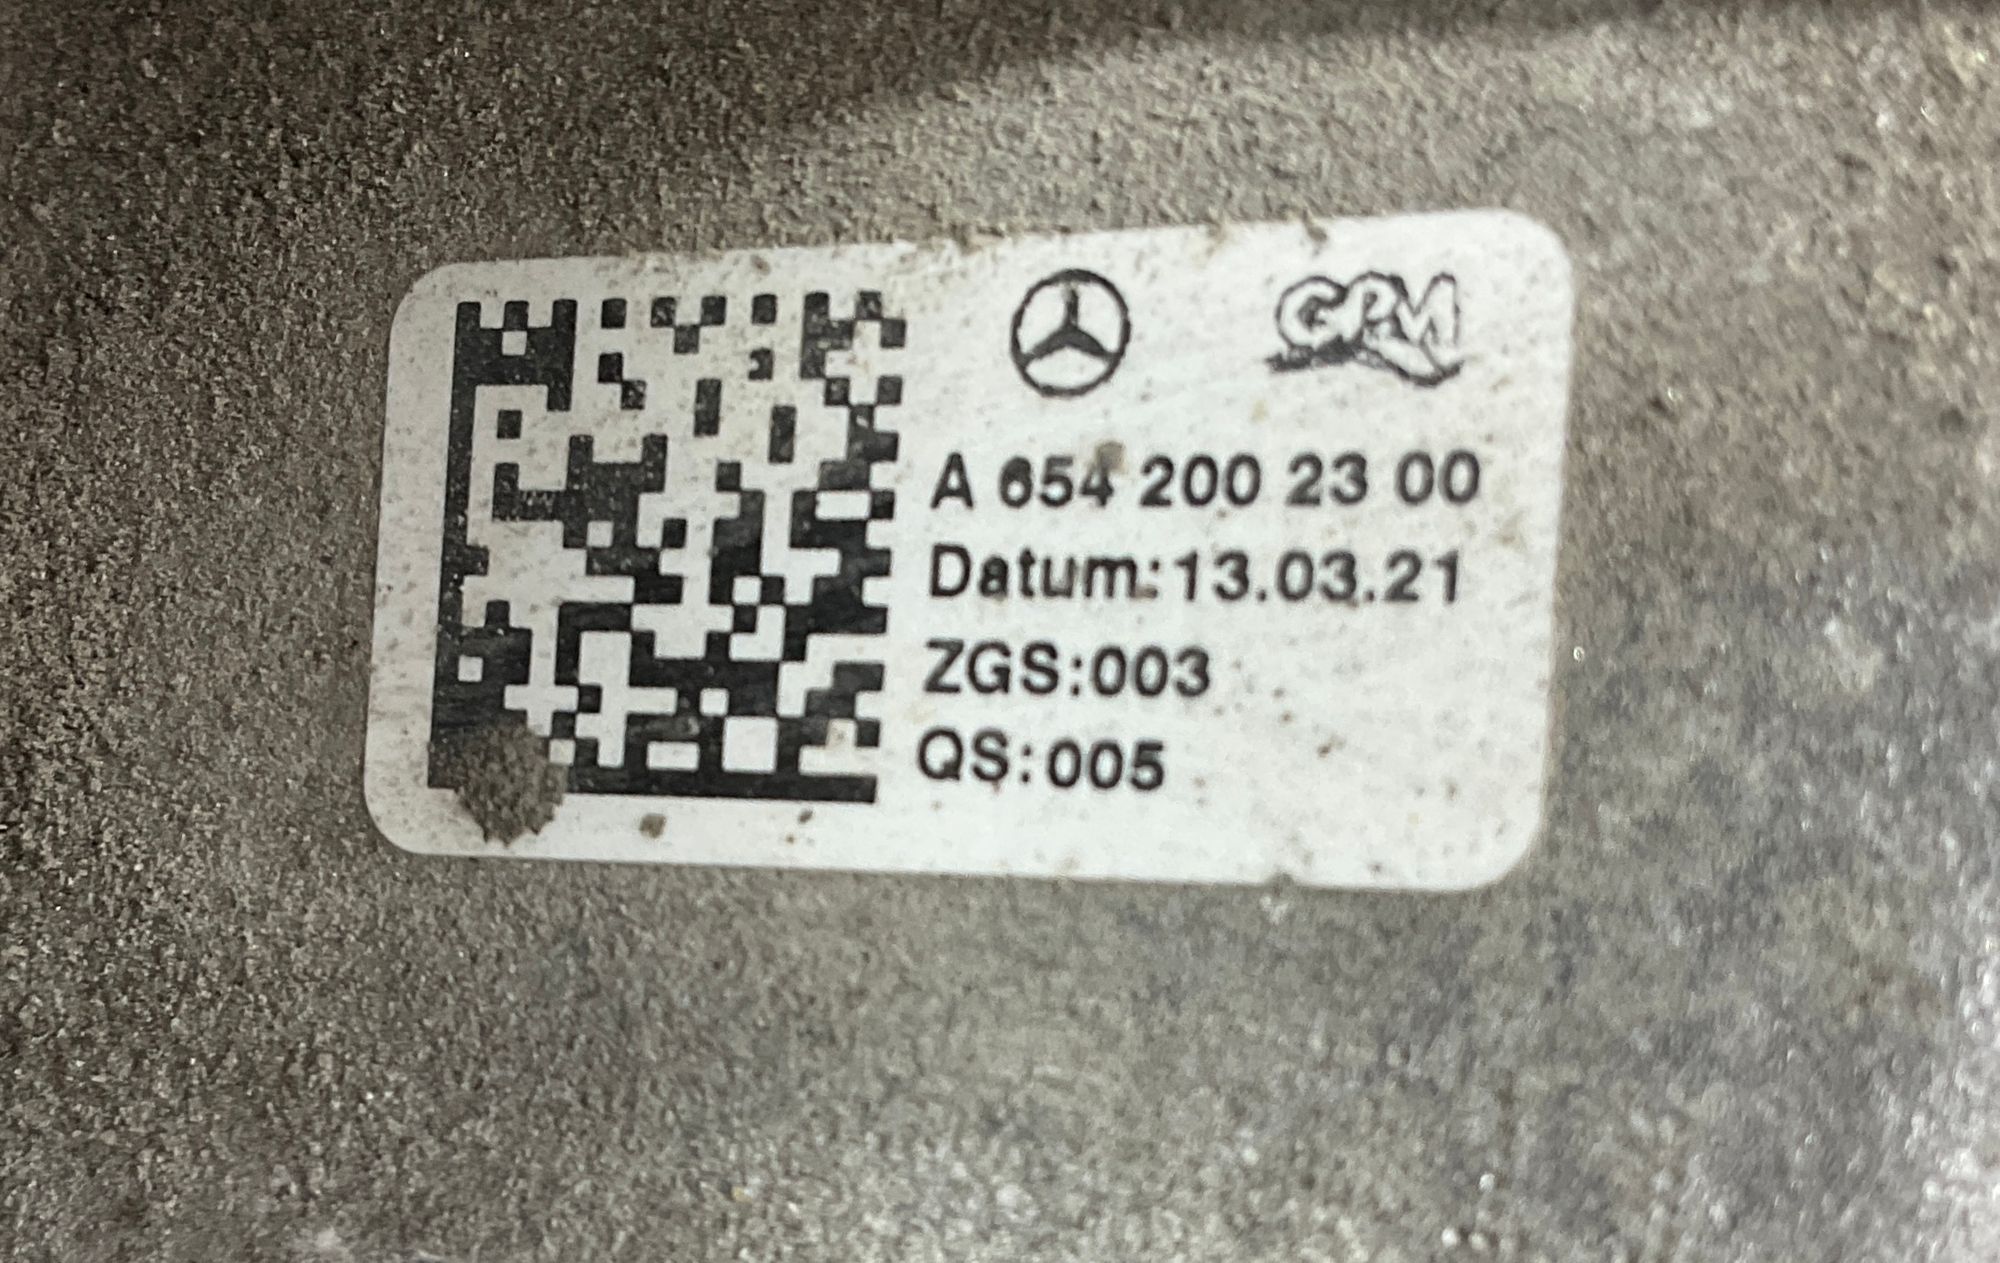 GPM
A 654 200 23 00
Datum:13.03.21
ZGS:003
QS:005